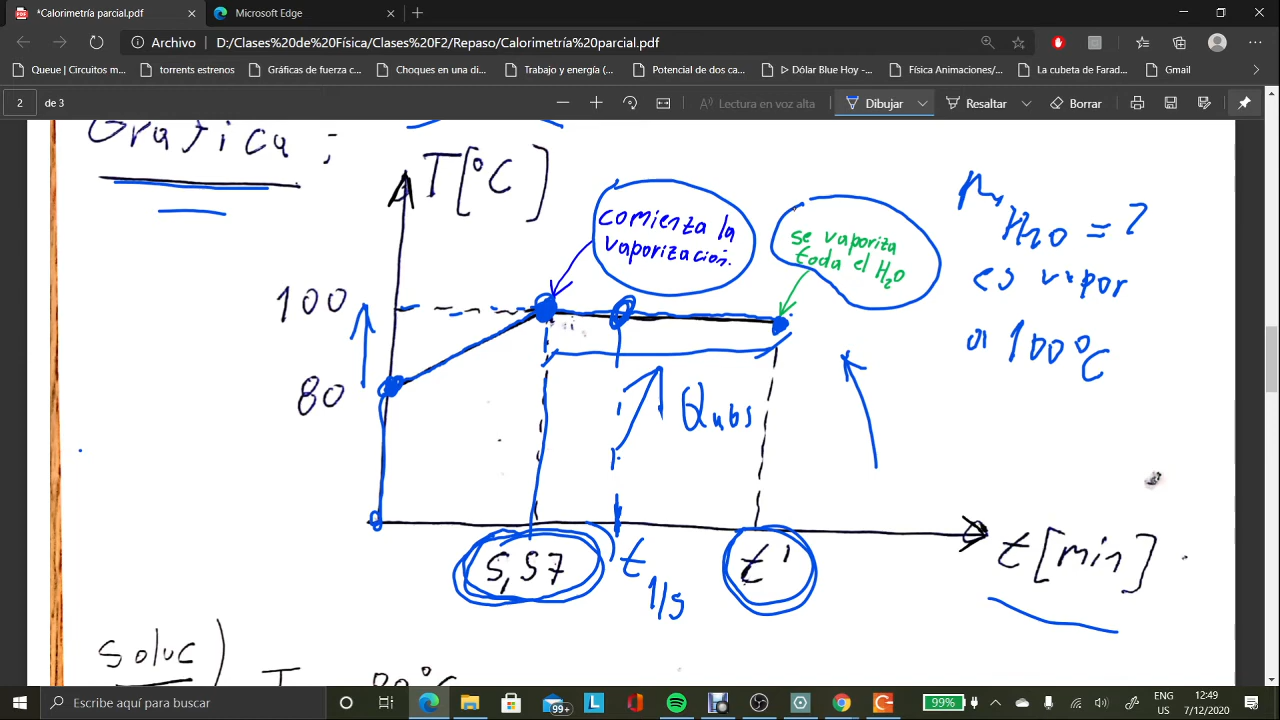 *Calorimetría parcial.pdf
Microsoft Edge
Archivo D:/Clases%20de%20Física/Clases%20F2/Repaso/Calorimetría%20parcial.pdf
Queue | Circuitos m...
torrents estrenos
Gráficas de fuerza c...
Choques en una di...
Trabajo y energía (...
Potencial de dos ca...
Dólar Blue Hoy -...
Física Animaciones/...
La cubeta de Farad...
Gmail
2 de 3
Lectura en voz alta
Dibujar
Resaltar
Borrar
Gráfica :
T[°C]
comienza la
vaporización.
se vaporiza
toda el H2O
mH2O = ?
es vapor
a 100°C
100
80
Qabs
5,57
t1/5
t'
t[min]
Soluc)
80°C
Escribe aquí para buscar
99+
99%
ENG
12:49
7/12/2020